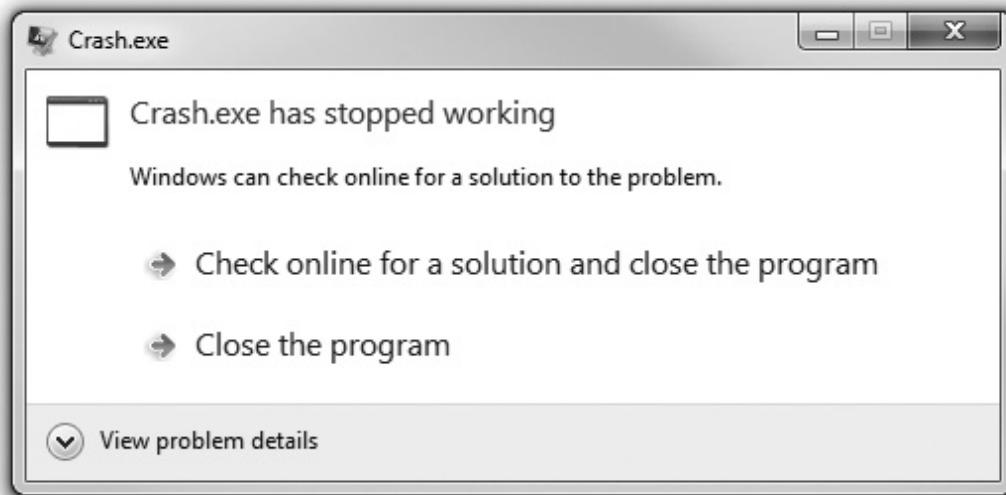 Crash.exe
Crash.exe has stopped working
Windows can check online for a solution to the problem.
Check online for a solution and close the program
Close the program
View problem details